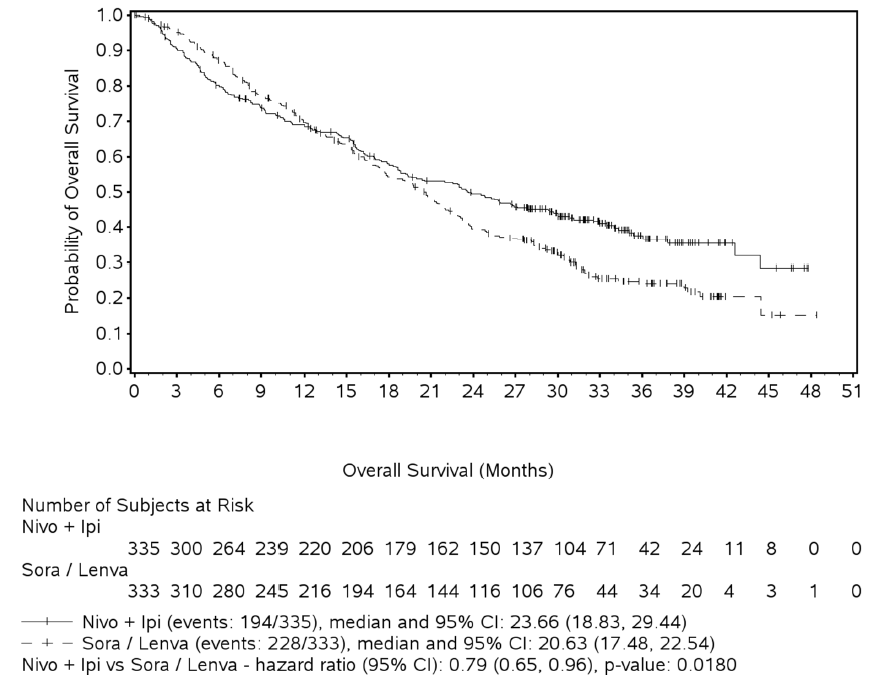 Probability of Overall Survival
1.0
0.9
0.8
0.7
0.6
0.5
0.4
0.3
0.2
0.1
0.0
0 3 6 9 12 15 18 21 24 27 30 33 36 39 42 45 48 51
Overall Survival (Months)
Number of Subjects at Risk
Nivo + Ipi
335 300 264 239 220 206 179 162 150 137 104 71 42 24 11 8 0 0
Sora / Lenva
333 310 280 245 216 194 164 144 116 106 76 44 34 20 4 3 1 0
Nivo + Ipi (events: 194/335), median and 95% CI: 23.66 (18.83, 29.44)
Sora / Lenva (events: 228/333), median and 95% CI: 20.63 (17.48, 22.54)
Nivo + Ipi vs Sora / Lenva - hazard ratio (95% CI): 0.79 (0.65, 0.96), p-value: 0.0180